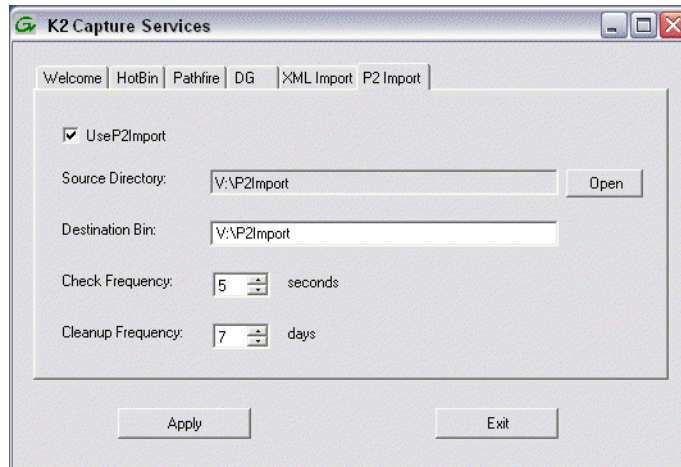 K2 Capture Services
Welcome HotBin Pathfire DG XML Import P2 Import
UseP2Import
Source Directory: V:\P2Import Open
Destination Bin: V:\P2Import
Check Frequency: 5 seconds
Cleanup Frequency: 7 days
Apply Exit